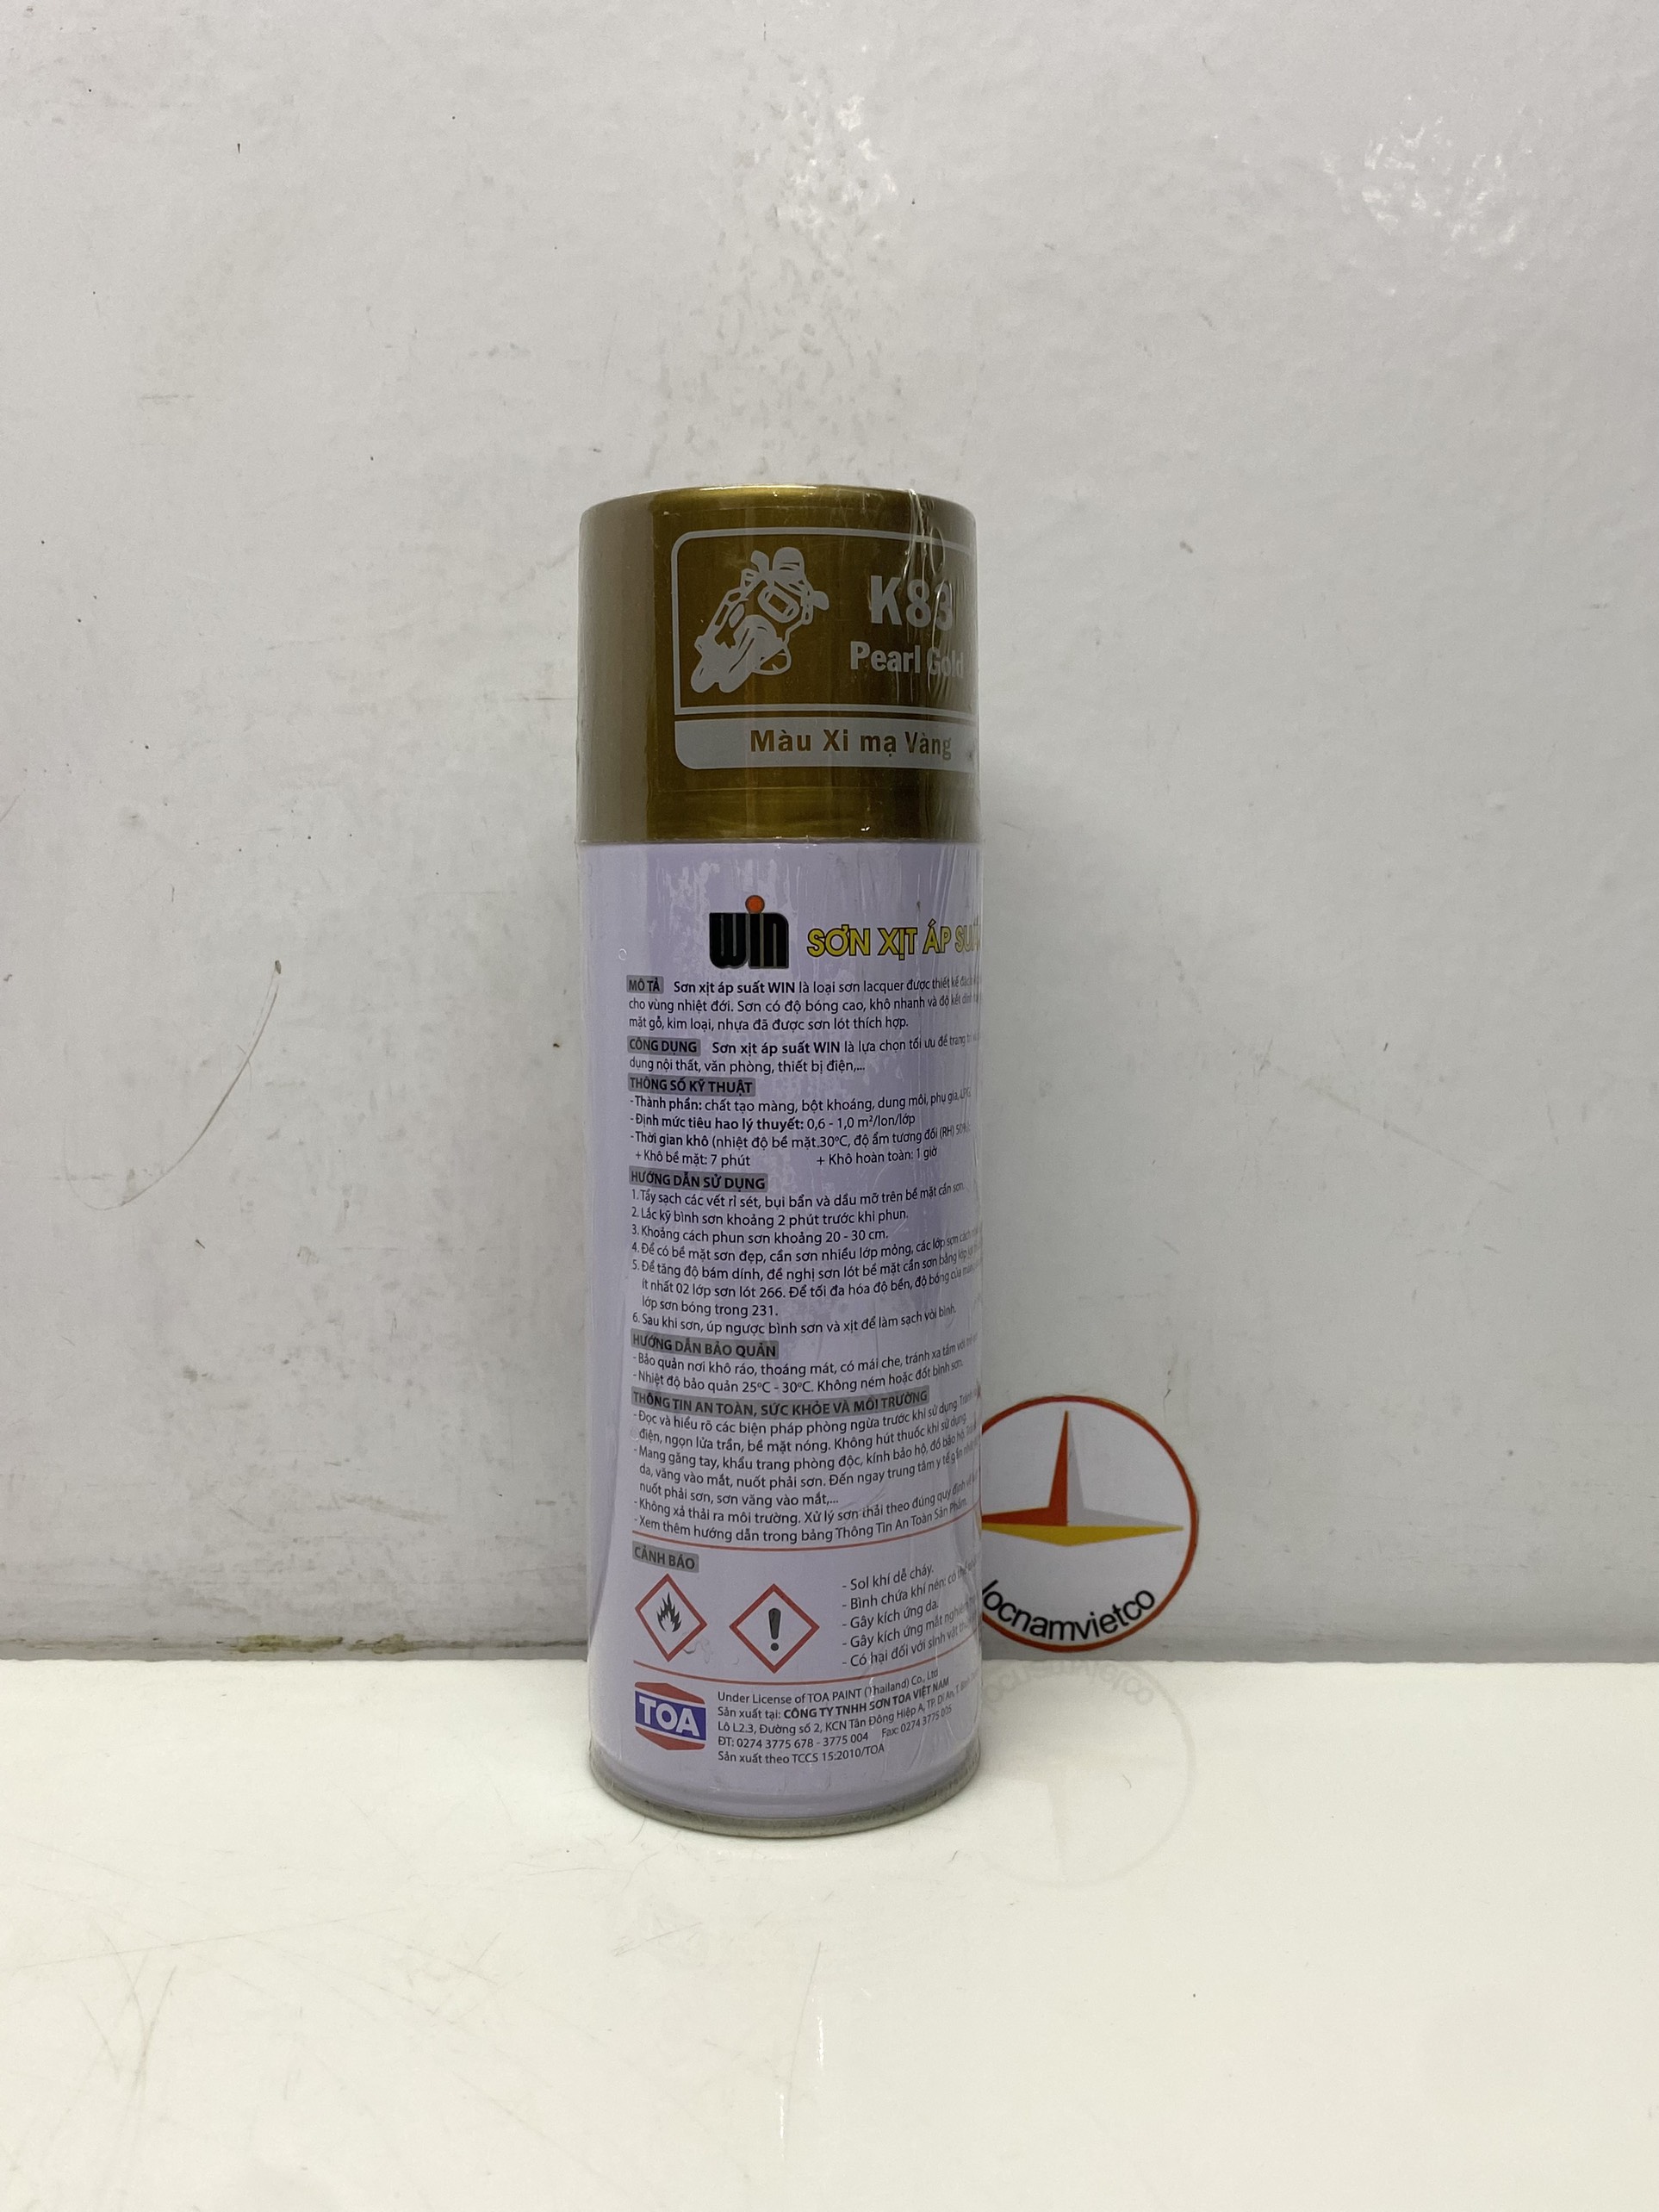 K83
Pearl Gold
Màu Xi mạ Vàng
win SƠN XỊT ÁP SUẤT
MÔ TẢ Sơn xịt áp suất WIN là loại sơn lacquer được thiết kế đặc
cho vùng nhiệt đới. Sơn có độ bóng cao, khô nhanh và độ kết dính
mặt gỗ, kim loại, nhựa đã được sơn lót thích hợp.
CÔNG DỤNG Sơn xịt áp suất WIN là lựa chọn tối ưu để trang trí
dụng nội thất, văn phòng, thiết bị điện,...
THÔNG SỐ KỸ THUẬT
- Thành phần: chất tạo màng, bột khoáng, dung môi, phụ gia, LPG.
- Định mức tiêu hao lý thuyết: 0,6 - 1,0 m²/lon/lớp
- Thời gian khô (nhiệt độ bề mặt 30ºC, độ ẩm tương đối (RH) 50%).
+ Khô bề mặt: 7 phút + Khô hoàn toàn: 1 giờ
HƯỚNG DẪN SỬ DỤNG
1. Tẩy sạch các vết rỉ sét, bụi bẩn và dầu mỡ trên bề mặt cần sơn.
2. Lắc kỹ bình sơn khoảng 2 phút trước khi phun.
3. Khoảng cách phun sơn khoảng 20 - 30 cm.
4. Để có bề mặt sơn đẹp, cần sơn nhiều lớp mỏng, các lớp sơn cách
5. Để tăng độ bám dính, đề nghị sơn lót bề mặt cần sơn bằng lớp
ít nhất 02 lớp sơn lót 266. Để tối đa hóa độ bền, độ bóng của màng
lớp sơn bóng trong 231.
6. Sau khi sơn, úp ngược bình sơn và xịt để làm sạch vòi bình.
HƯỚNG DẪN BẢO QUẢN
- Bảo quản nơi khô ráo, thoáng mát, có mái che, tránh xa tầm với
- Nhiệt độ bảo quản 25ºC - 30ºC. Không ném hoặc đốt bình sơn.
THÔNG TIN AN TOÀN, SỨC KHỎE VÀ MÔI TRƯỜNG
- Đọc và hiểu rõ các biện pháp phòng ngừa trước khi sử dụng. Tránh
điện, ngọn lửa trần, bề mặt nóng. Không hút thuốc khi sử dụng.
- Mang găng tay, khẩu trang phòng độc, kính bảo hộ, đồ bảo hộ. Tránh
da, văng vào mắt, nuốt phải sơn. Đến ngay trung tâm y tế gần
nuốt phải sơn, sơn văng vào mắt,...
- Không xả thải ra môi trường. Xử lý sơn thải theo đúng quy định
- Xem thêm hướng dẫn trong bảng Thông Tin An Toàn Sản Phẩm.
CẢNH BÁO
- Sol khí dễ cháy.
- Bình chứa khí nén: có thể
- Gây kích ứng da.
- Gây kích ứng mắt nghiêm
- Có hại đối với sinh vật
TOA
Under License of TOA PAINT (Thailand) Co., Ltd
Sản xuất tại: CÔNG TY TNHH SƠN TOA VIỆT NAM
Lô L2.3, Đường số 2, KCN Tân Đông Hiệp A, TP. Dĩ An, T. Bình
ĐT: 0274 3775 678 - 3775 004 Fax: 0274 3775 005
Sản xuất theo TCCS 15:2010/TOA
locnamvietco